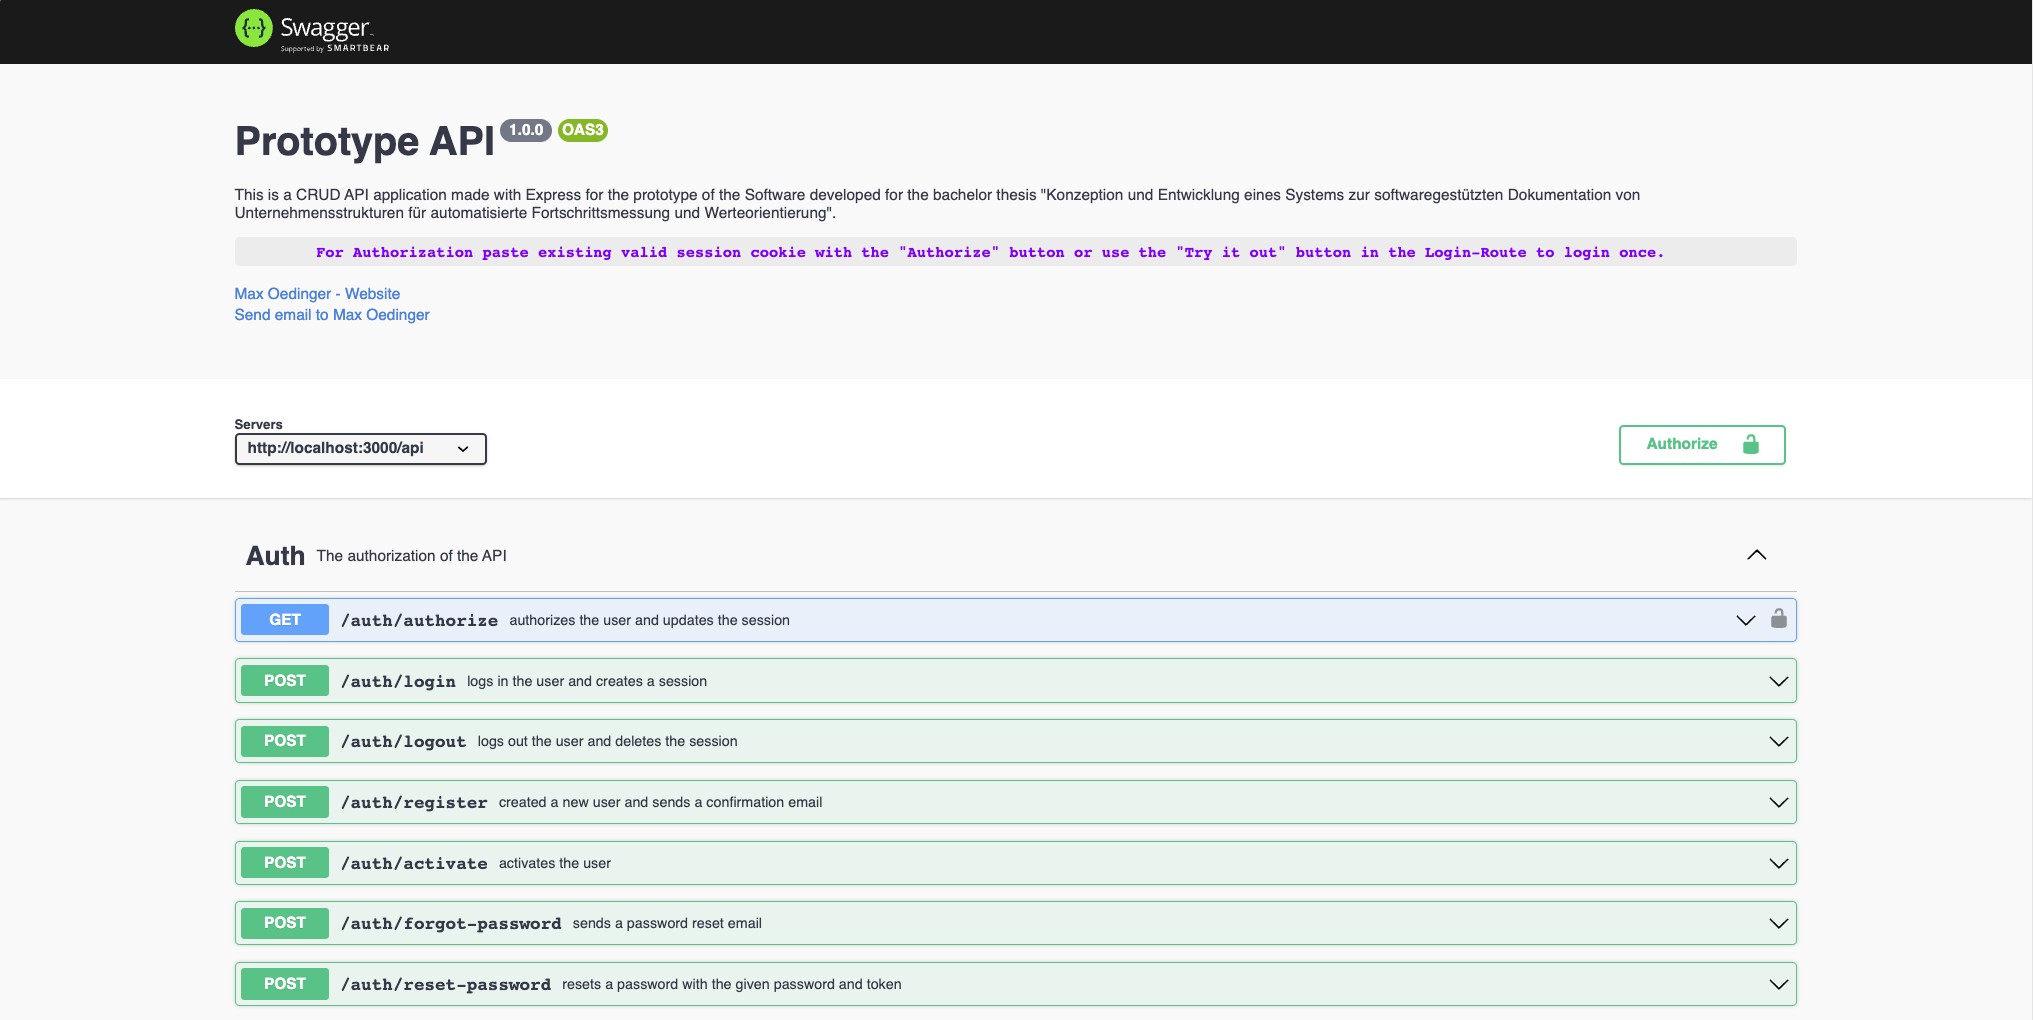 Swagger
Supported by SMARTBEAR
Prototype API 1.0.0 OAS3
This is a CRUD API application made with Express for the prototype of the Software developed for the bachelor thesis "Konzeption und Entwicklung eines Systems zur softwaregestützten Dokumentation von
Unternehmensstrukturen für automatisierte Fortschrittsmessung und Werteorientierung".
For Authorization paste existing valid session cookie with the "Authorize" button or use the "Try it out" button in the Login-Route to login once.
Max Oedinger - Website
Send email to Max Oedinger
Servers
http://localhost:3000/api
Authorize
Auth The authorization of the API
GET /auth/authorize authorizes the user and updates the session
POST /auth/login logs in the user and creates a session
POST /auth/logout logs out the user and deletes the session
POST /auth/register created a new user and sends a confirmation email
POST /auth/activate activates the user
POST /auth/forgot-password sends a password reset email
POST /auth/reset-password resets a password with the given password and token